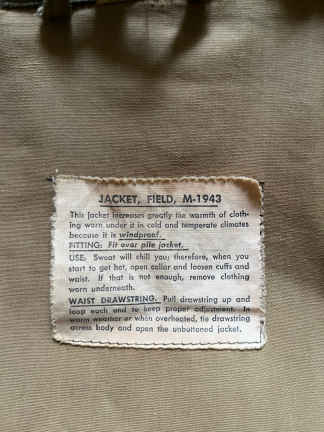 JACKET, FIELD, M-1943
This jacket increases greatly the warmth of cloth-
ing worn under it in cold and temperate climates
because it is windproof.
FITTING: Fit over pile jacket.
USE: Sweat will chill you; therefore, when you
start to get hot, open collar and loosen cuffs and
waist. If that is not enough, remove clothing
worn underneath.
WAIST DRAWSTRING. Pull drawstring up and
loop each end to keep proper adjustment. In
warm weather or when overheated, tie drawstring
across body and open the unbuttoned jacket.